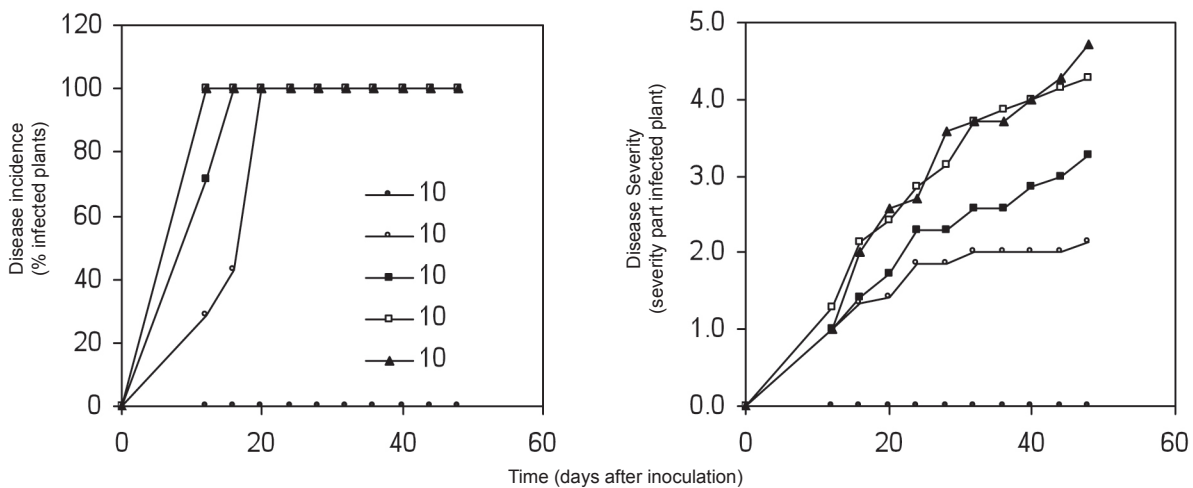 Disease incidence
(% infected plants)
120
100
80
60
40
20
0
0 20 40 60
10
10
10
10
10
Disease Severity
(severity part infected plant)
5.0
4.0
3.0
2.0
1.0
0.0
0 20 40 60
Time (days after inoculation)